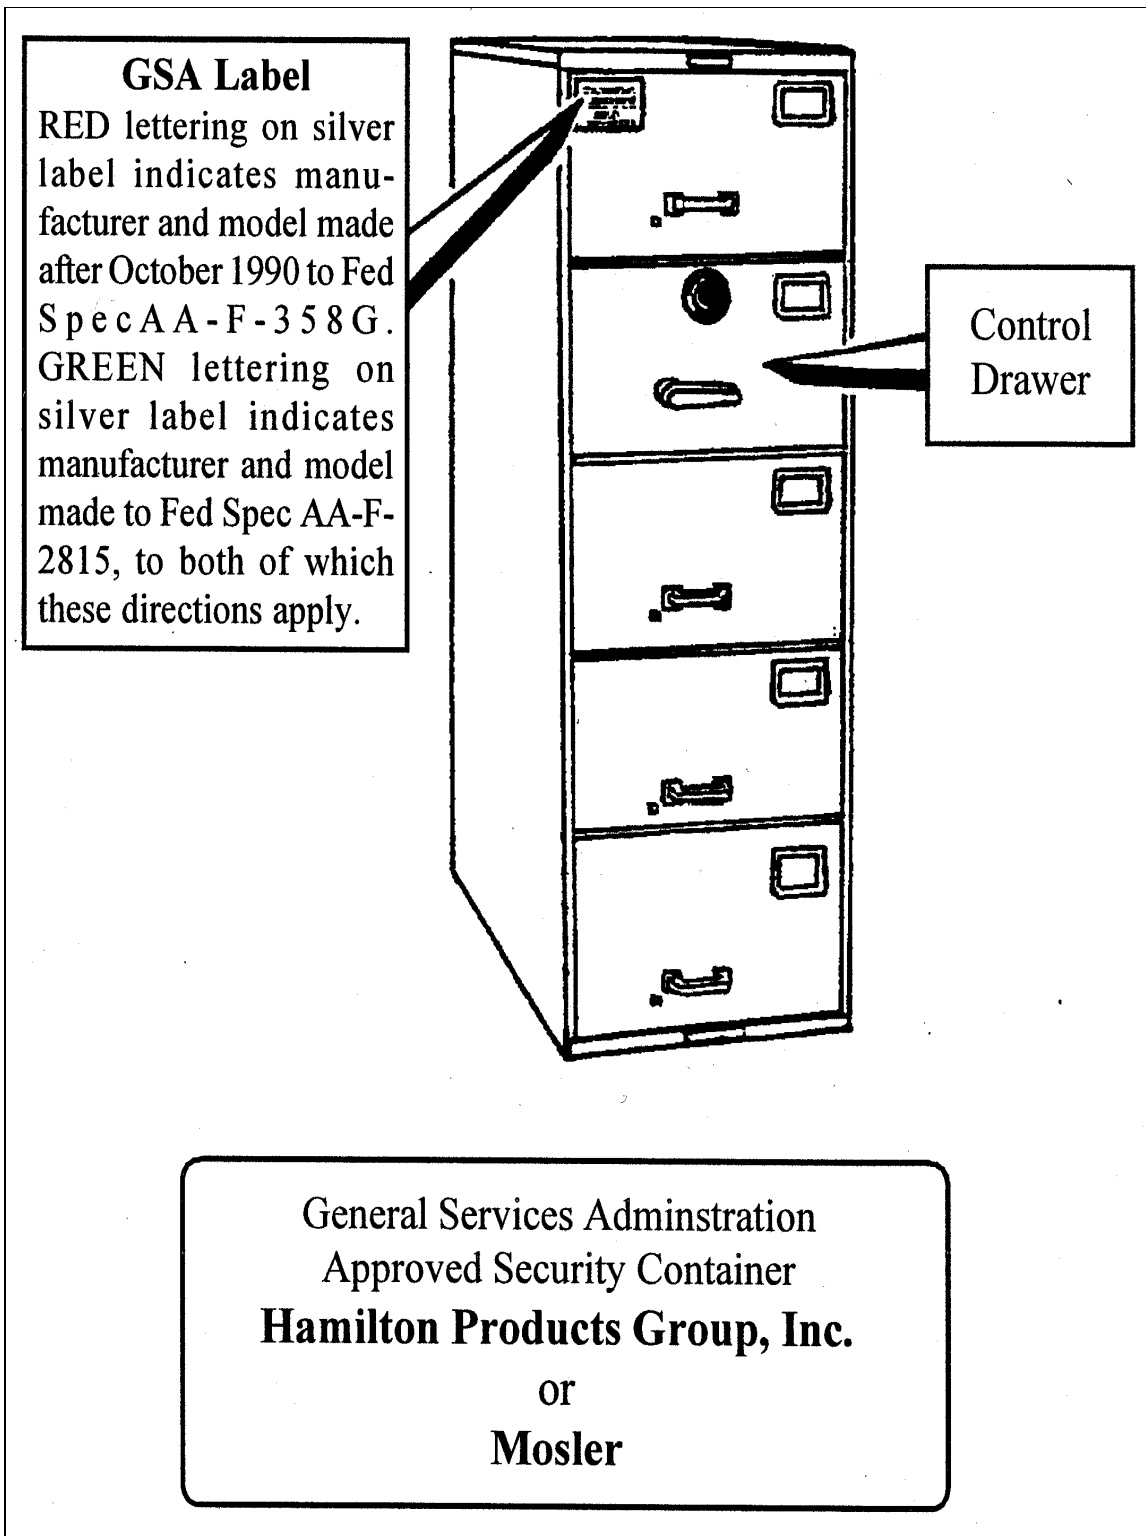 GSA Label
RED lettering on silver
label indicates manu-
facturer and model made
after October 1990 to Fed
SpecAA-F-358G.
GREEN lettering on
silver label indicates
manufacturer and model
made to Fed Spec AA-F-
2815, to both of which
these directions apply.
Control
Drawer
General Services Adminstration
Approved Security Container
Hamilton Products Group, Inc.
or
Mosler